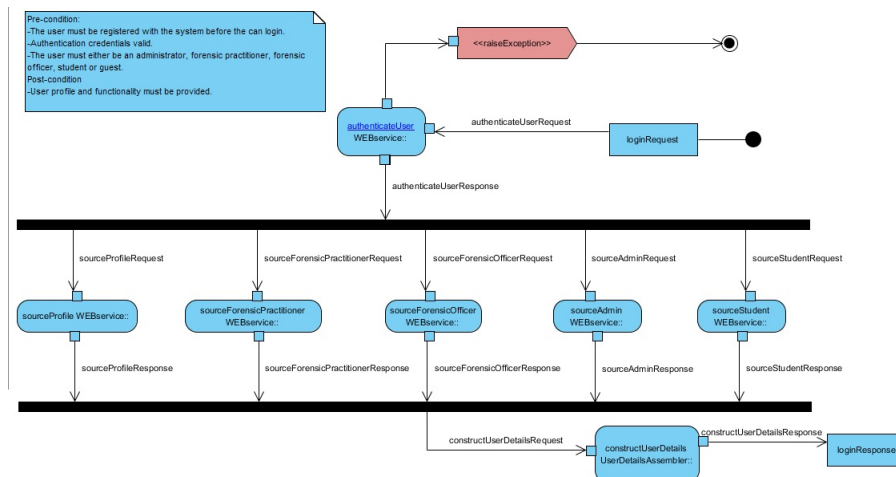 Pre-condition:
-The user must be registered with the system before the can login.
-Authentication credentials valid.
-The user must either be an administrator, forensic practitioner, forensic
officer, student or guest.
Post-condition
-User profile and functionality must be provided.
<<raiseException>>
authenticateUser
WEBservice::
authenticateUserRequest
loginRequest
authenticateUserResponse
sourceProfileRequest
sourceForensicPractitionerRequest
sourceForensicOfficerRequest
sourceAdminRequest
sourceStudentRequest
sourceProfile WEBservice::
sourceForensicPractitioner
WEBservice::
sourceForensicOfficer
WEBservice::
sourceAdmin
WEBservice::
sourceStudent
WEBservice::
sourceProfileResponse
sourceForensicPractitionerResponse
sourceForensicOfficerResponse
sourceAdminResponse
sourceStudentResponse
constructUserDetailsRequest
constructUserDetails
UserDetailsAssembler::
constructUserDetailsResponse
loginResponse